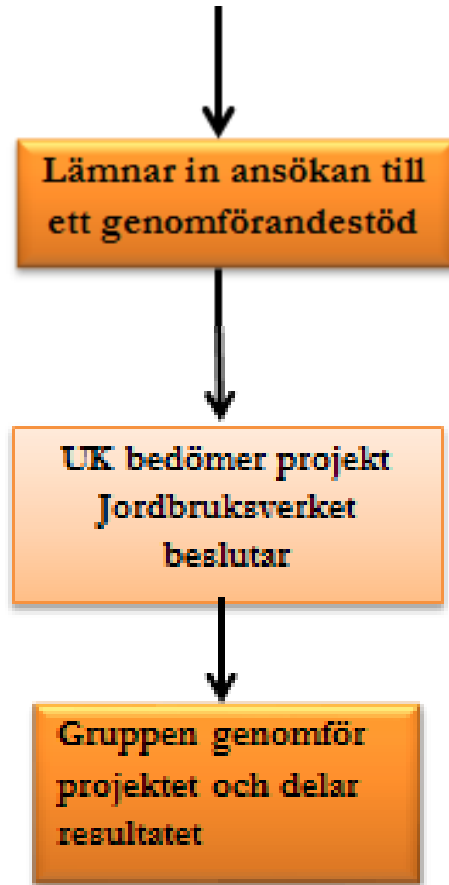 Lämnar in ansökan till
ett genomförandestöd
UK bedömer projekt
Jordbruksverket
beslutar
Gruppen genomför
projektet och delar
resultatet